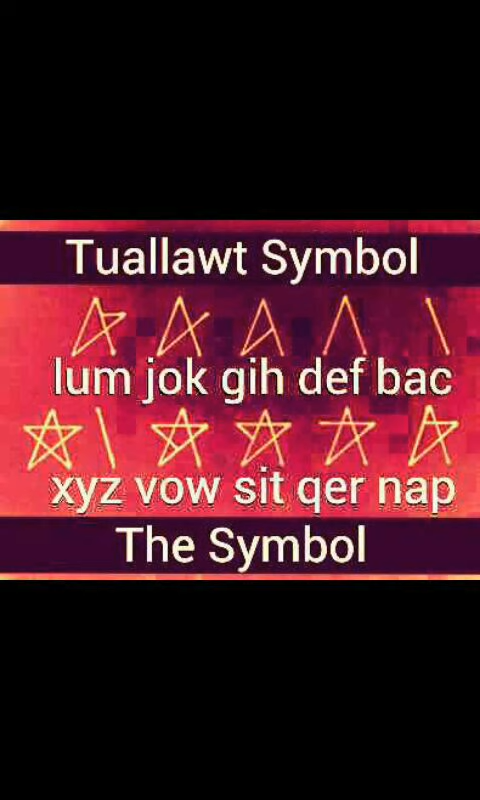 Tuallawt Symbol
lum jok gih def bac
xyz vow sit qer nap
The Symbol